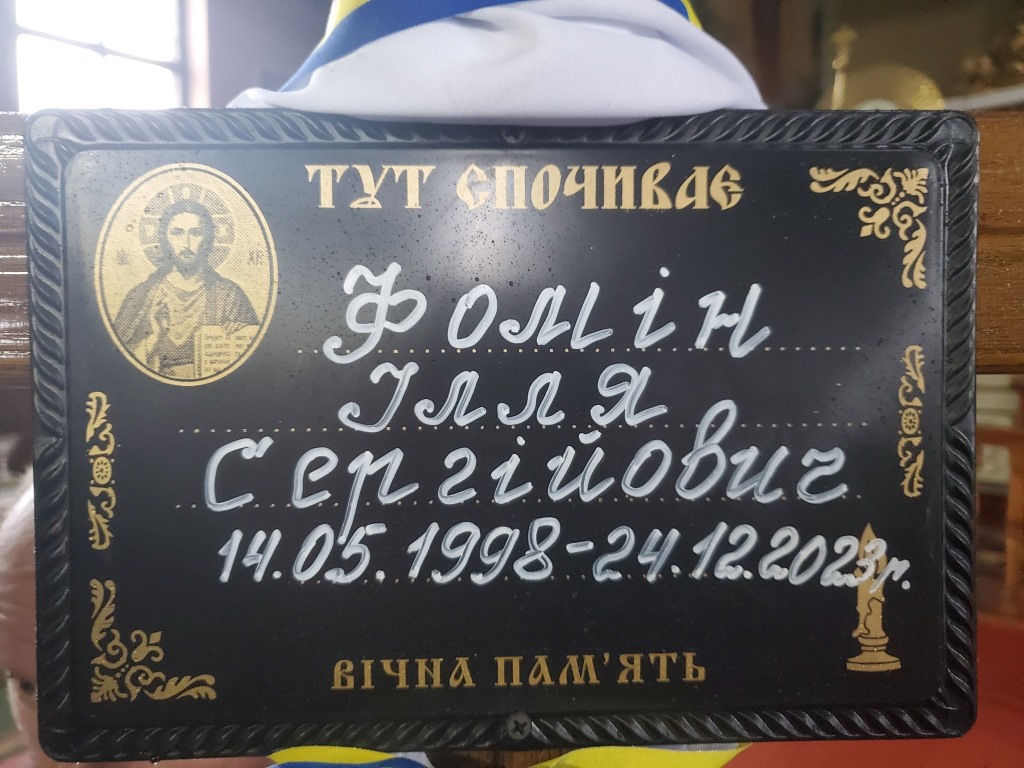 ТУТ СПОЧИВАЄ
Фомін
Ілля
Сергійович
14.05.1998-24.12.2023р.
ВІЧНА ПАМ'ЯТЬ